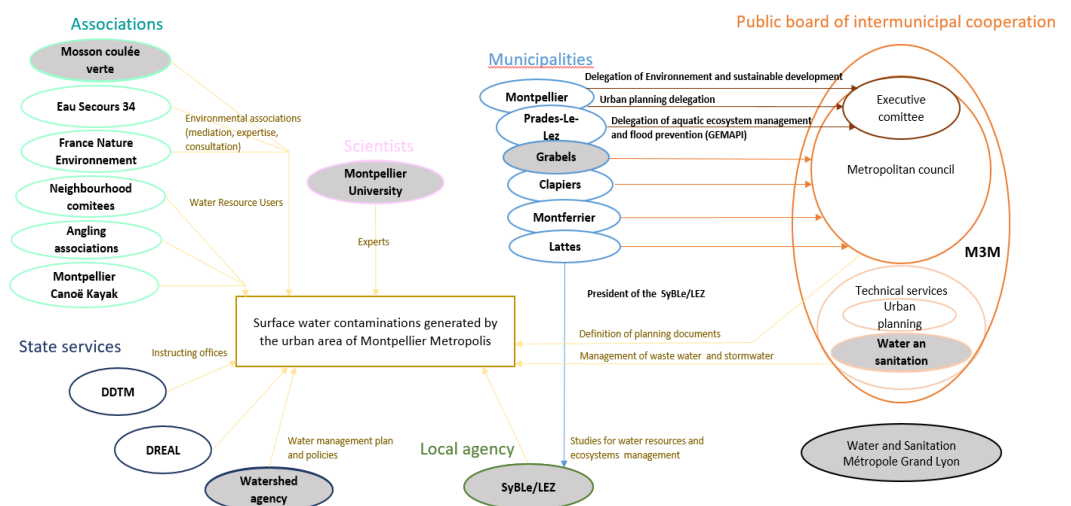 Associations
Mosson coulée
verte
Eau Secours 34
France Nature
Environnement
Neighbourhood
comitees
Angling
associations
Montpellier
Canoë Kayak
Environmental associations
(mediation, expertise,
consultation)
Water Resource Users
Scientists
Montpellier
University
Experts
Municipalities
Montpellier
Prades-Le-
Lez
Grabels
Clapiers
Montferrier
Lattes
Delegation of Environnement and sustainable development
Urban planning delegation
Delegation of aquatic ecosystem management
and flood prevention (GEMAPI)
Public board of intermunicipal cooperation
Executive
comittee
Metropolitan council
M3M
Technical services
Urban
planning
Water an
sanitation
President of the SyBLe/LEZ
Definition of planning documents
Management of waste water and stormwater
Surface water contaminations generated by
the urban area of Montpellier Metropolis
State services
Instructing offices
DDTM
DREAL
Watershed
agency
Water management plan
and policies
Local agency
SyBLe/LEZ
Studies for water resources and
ecosystems management
Water and Sanitation
Métropole Grand Lyon